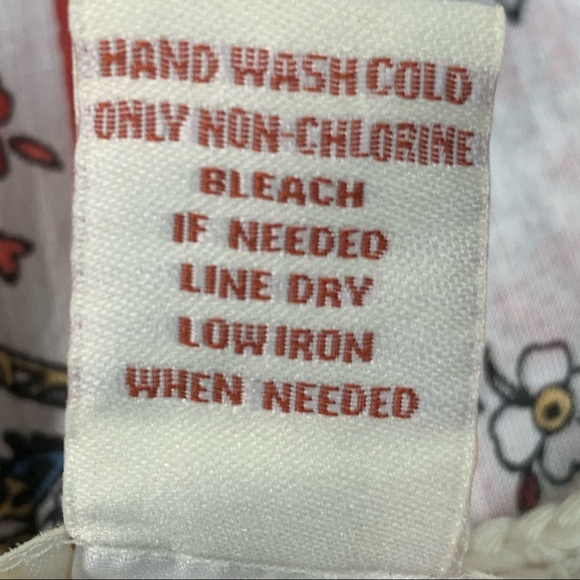 HAND WASH COLD
ONLY NON-CHLORINE
BLEACH
IF NEEDED
LINE DRY
LOW IRON
WHEN NEEDED